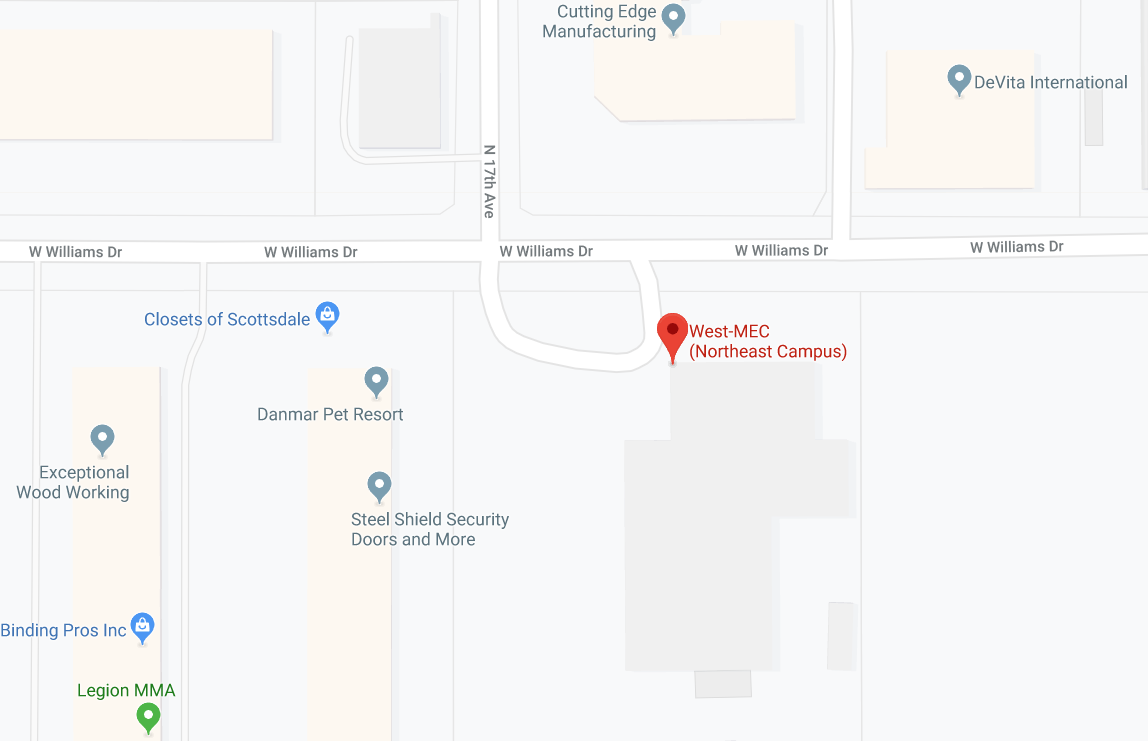 Cutting Edge
Manufacturing
DeVita International
N 17th Ave
W Williams Dr
W Williams Dr
W Williams Dr
W Williams Dr
W Williams Dr
Closets of Scottsdale
West-MEC
(Northeast Campus)
Danmar Pet Resort
Exceptional
Wood Working
Steel Shield Security
Doors and More
Binding Pros Inc
Legion MMA